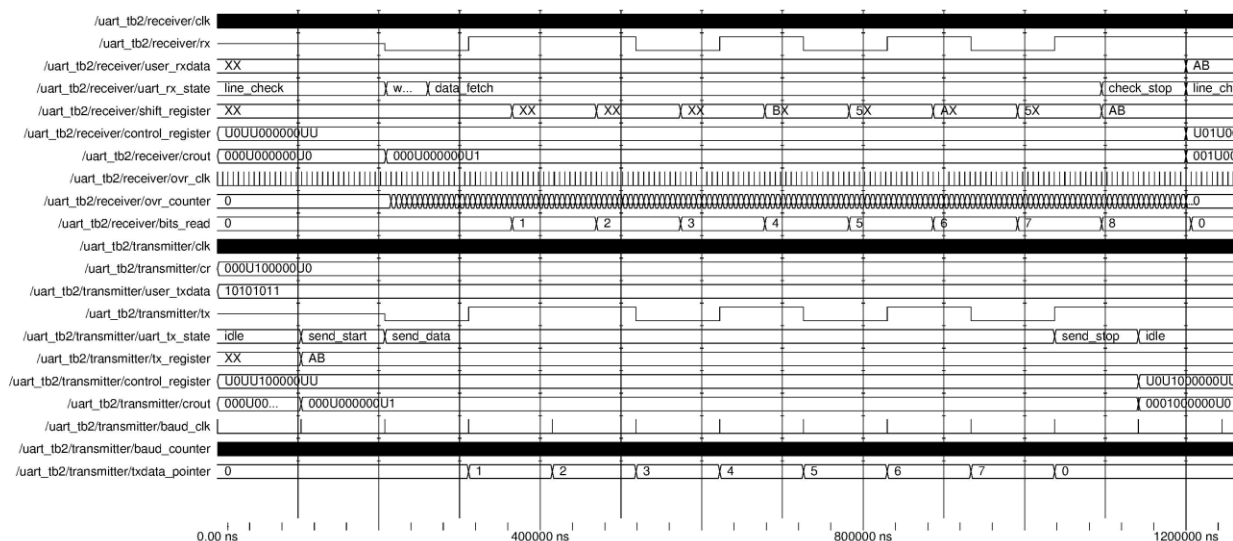 /uart_tb2/receiver/clk
/uart_tb2/receiver/rx
/uart_tb2/receiver/user_rxdata XX AB
/uart_tb2/receiver/uart_rx_state line_check w... data_fetch check_stop line_ch
/uart_tb2/receiver/shift_register XX XX XX XX BX 5X AX 5X AB
/uart_tb2/receiver/control_register U0UU000000UU U01U00
/uart_tb2/receiver/crout 000U000000U0 000U000000U1 001U00
/uart_tb2/receiver/ovr_clk
/uart_tb2/receiver/ovr_counter 0 0
/uart_tb2/receiver/bits_read 0 1 2 3 4 5 6 7 8 0
/uart_tb2/transmitter/clk
/uart_tb2/transmitter/cr 000U100000U0
/uart_tb2/transmitter/user_txdata 10101011
/uart_tb2/transmitter/tx
/uart_tb2/transmitter/uart_tx_state idle send_start send_data send_stop idle
/uart_tb2/transmitter/tx_register XX AB
/uart_tb2/transmitter/control_register U0UU100000UU U0U1000000UU
/uart_tb2/transmitter/crout 000U00... 000U000000U1 0001000000U0
/uart_tb2/transmitter/baud_clk
/uart_tb2/transmitter/baud_counter
/uart_tb2/transmitter/txdata_pointer 0 1 2 3 4 5 6 7 0
0.00 ns 400000 ns 800000 ns 1200000 ns